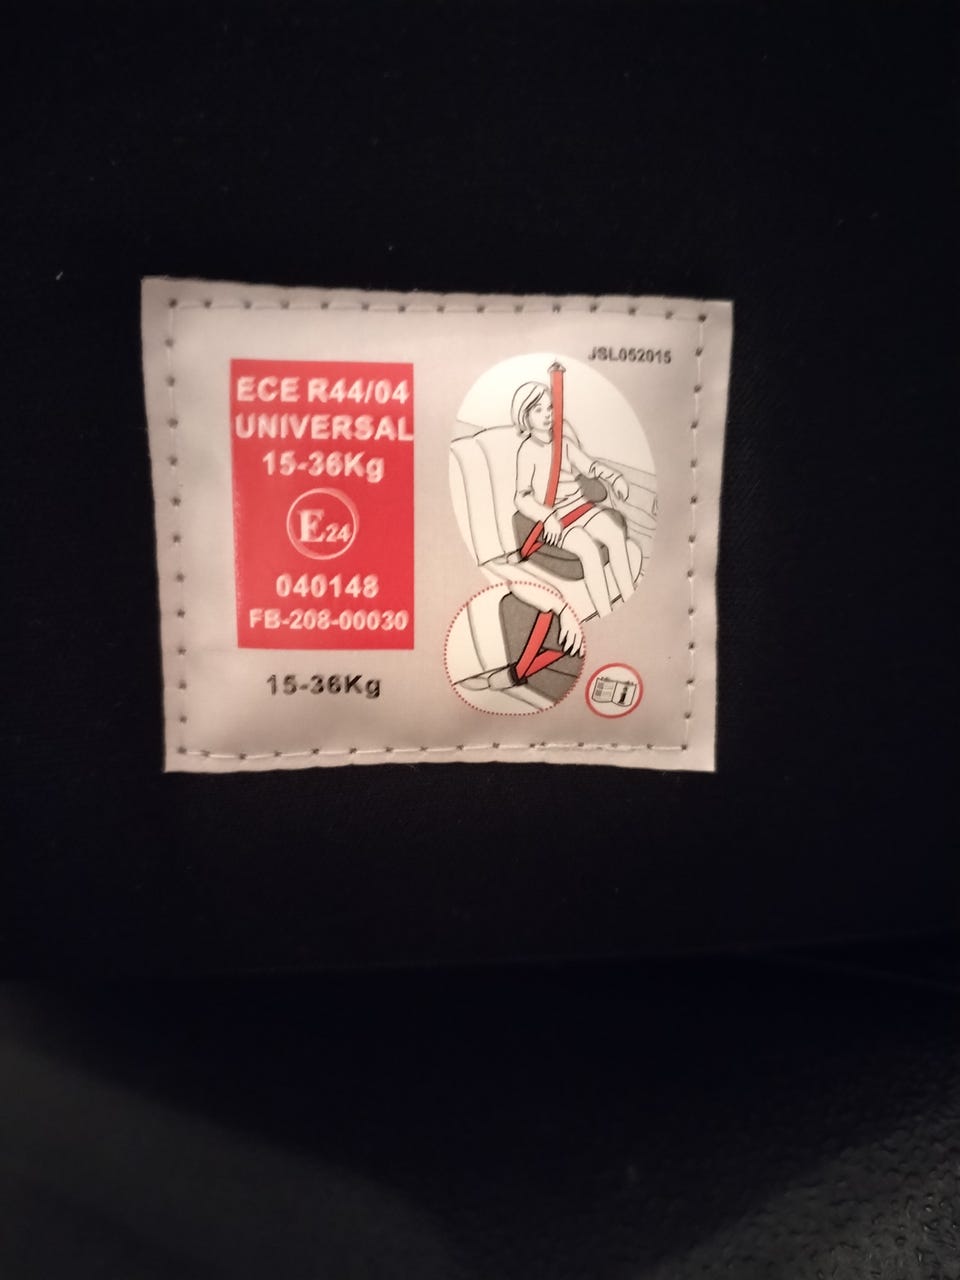 JSL052015
ECE R44/04
UNIVERSAL
15-36Kg
E24
040148
FB-208-00030
15-36Kg